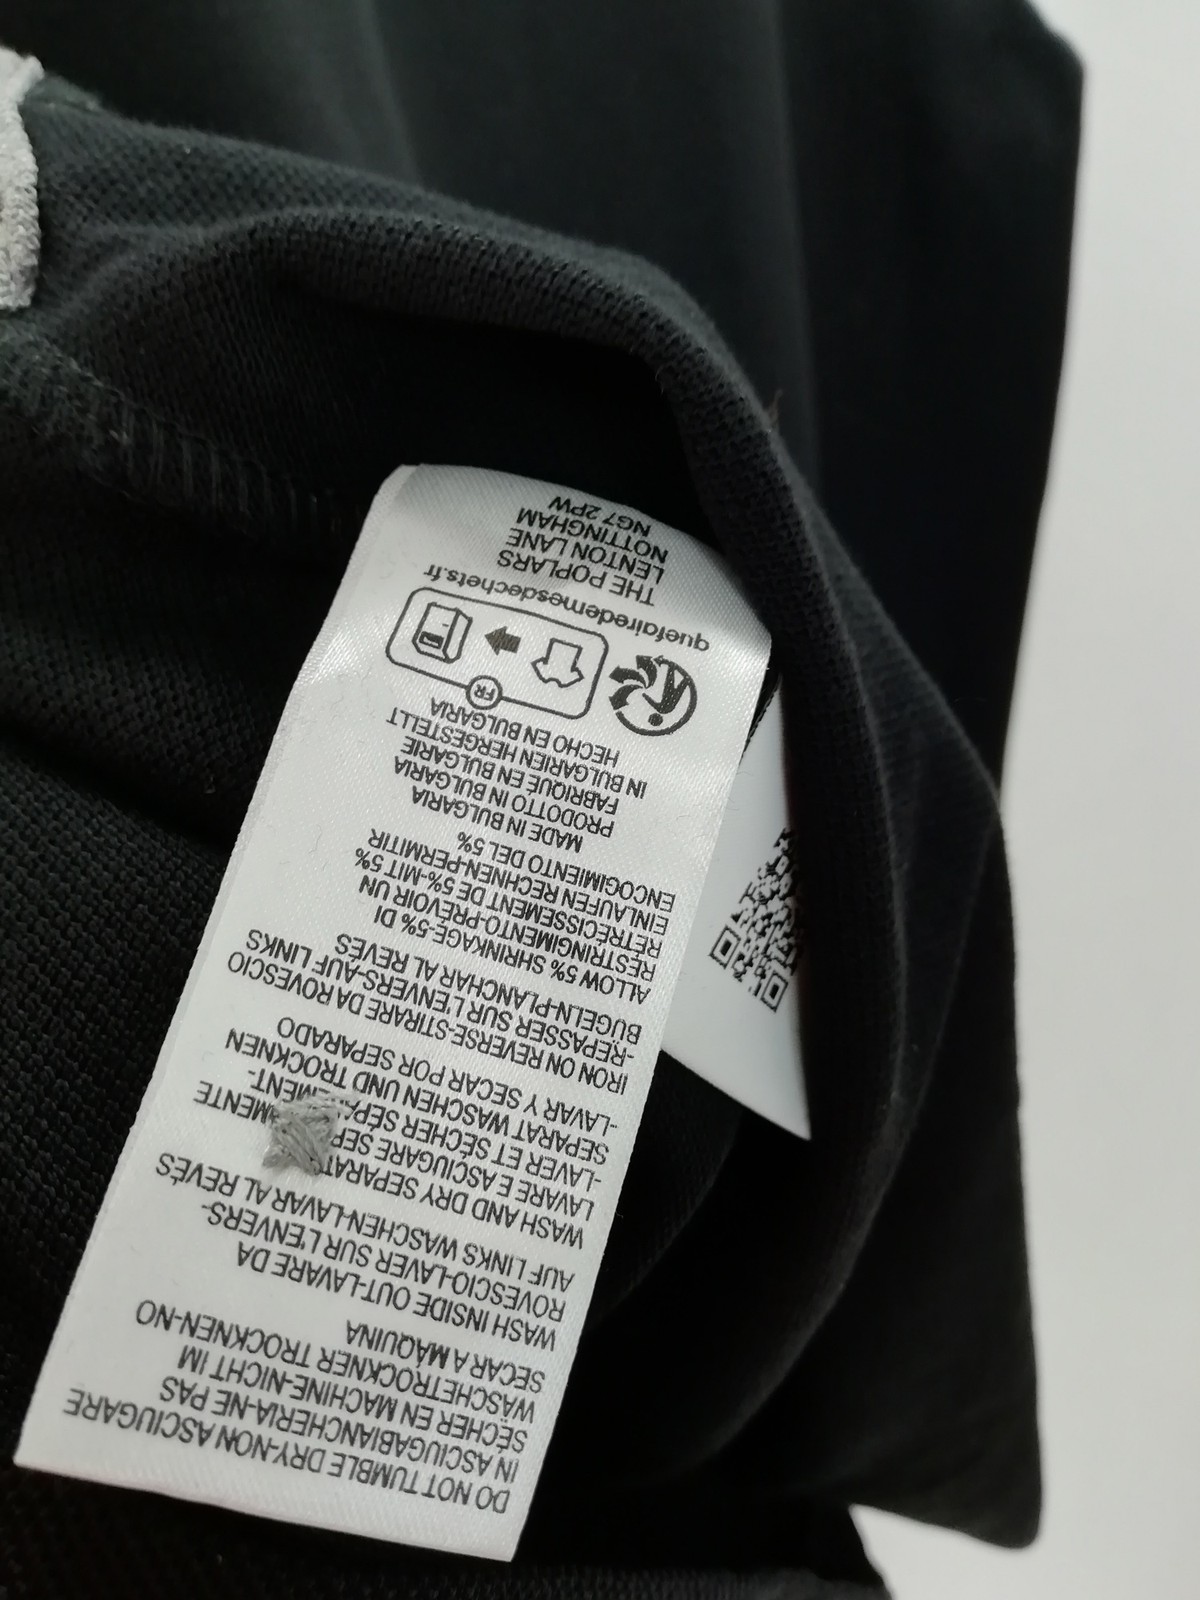 DO NOT TUMBLE DRY-NON ASCIUGARE
IN ASCIUGABIANCHERIA-NE PAS
SÉCHER EN MACHINE-NICHT IM
WASCHETROCKNER TROCKNEN-NO
SECAR A MÁQUINA
WASH INSIDE OUT-LAVARE DA
ROVESCIO-LAVER SUR L'ENVERS-
AUF LINKS WASCHEN-LAVAR AL REVÉS
WASH AND DRY
LAVARE E ASCIUGARE
-LAVER ET SÉCHER
SEPARAT WASCHEN UND TROCKNEN
-LAVAR Y SECAR POR SEPARADO
IRON ON REVERSE-STIRARE DA ROVESCIO
-REPASSER SUR L'ENVERS-AUF LINKS
BÜGELN-PLANCHAR AL REVÉS
ALLOW 5% SHRINKAGE-5% DI
RESTRINGIMENTO-PRÉVOIR UN
RÉTRÉCISSEMENT DE 5%-MIT 5%
EINLAUFEN RECHNEN-PERMITIR
ENCOGIMIENTO DEL 5%
MADE IN BULGARIA
PRODOTTO IN BULGARIA
FABRIQUÉ EN BULGARIE
IN BULGARIEN HERGESTELLT
HECHO EN BULGARIA
FR
quefairedemesdechets.fr
THE POPLARS
LENTON LANE
NOTTINGHAM
NG7 2PW